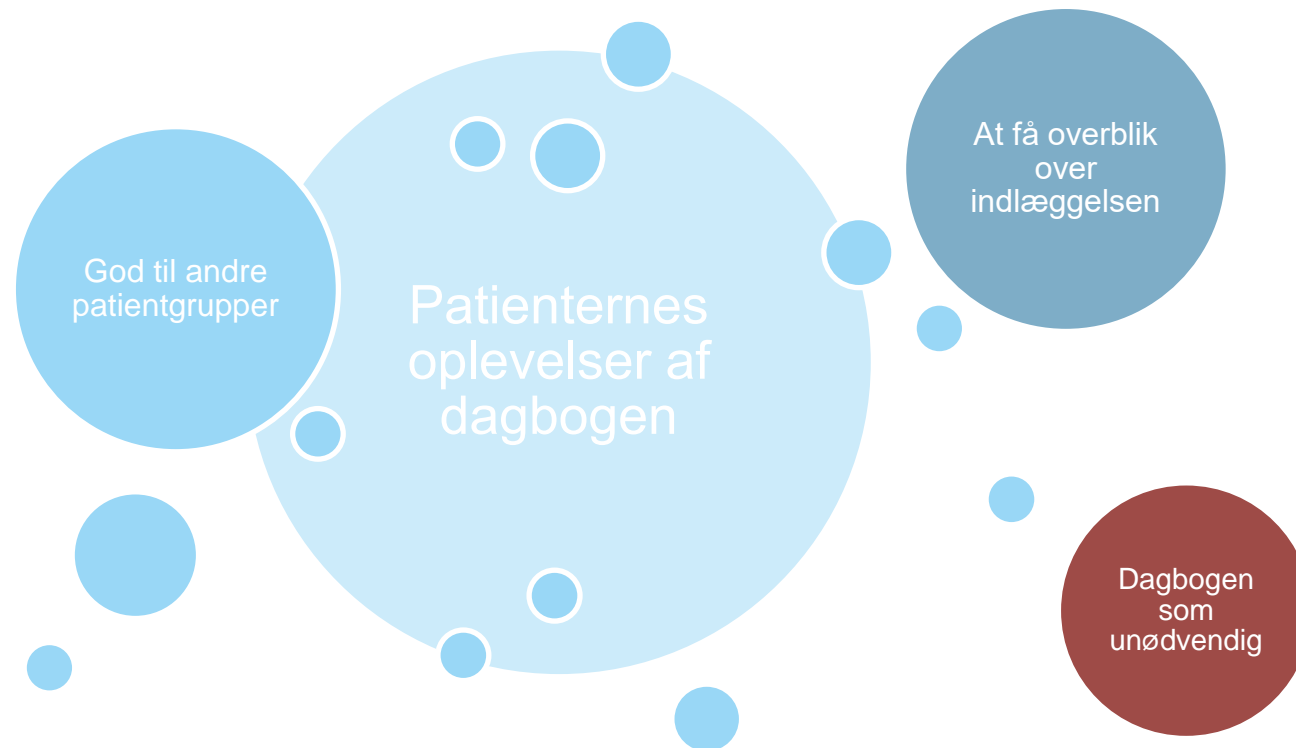 At få overblik
over
indlæggelsen
God til andre
patientgrupper
Patienternes
oplevelser af
dagbogen
Dagbogen
som
unødvendig